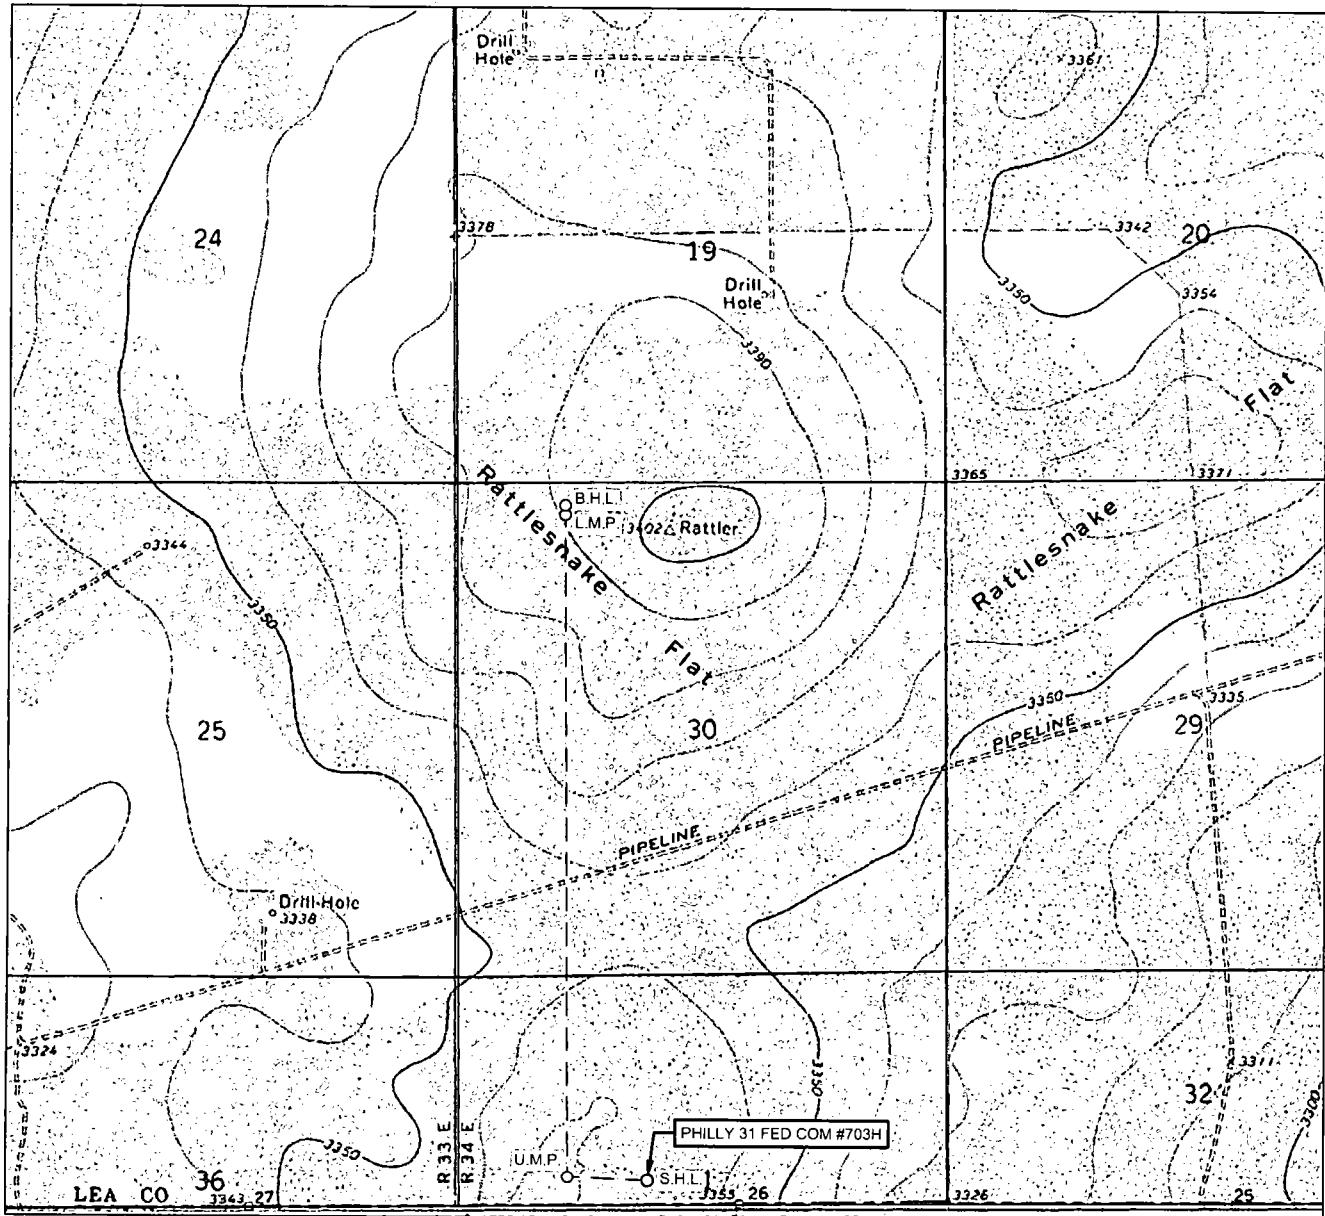 Drill
Hole
3361
24
3378
19
3342
20
Drill
Hole
3350
3354
3390
Flat
3365
3371
Rattlesnake
B.H.L.
L.M.P.
3402 Rattler
Rattlesnake
3344
3350
Flat
25
30
3350
3335
29
PIPELINE
PIPELINE
Drill Hole
3338
3324
3350
3311
32
3300
PHILLY 31 FED COM #703H
R 33 E
R 34 E
3350
U.M.P.
S.H.L.
36
LEA CO
3343 27
3355 26
3326
25